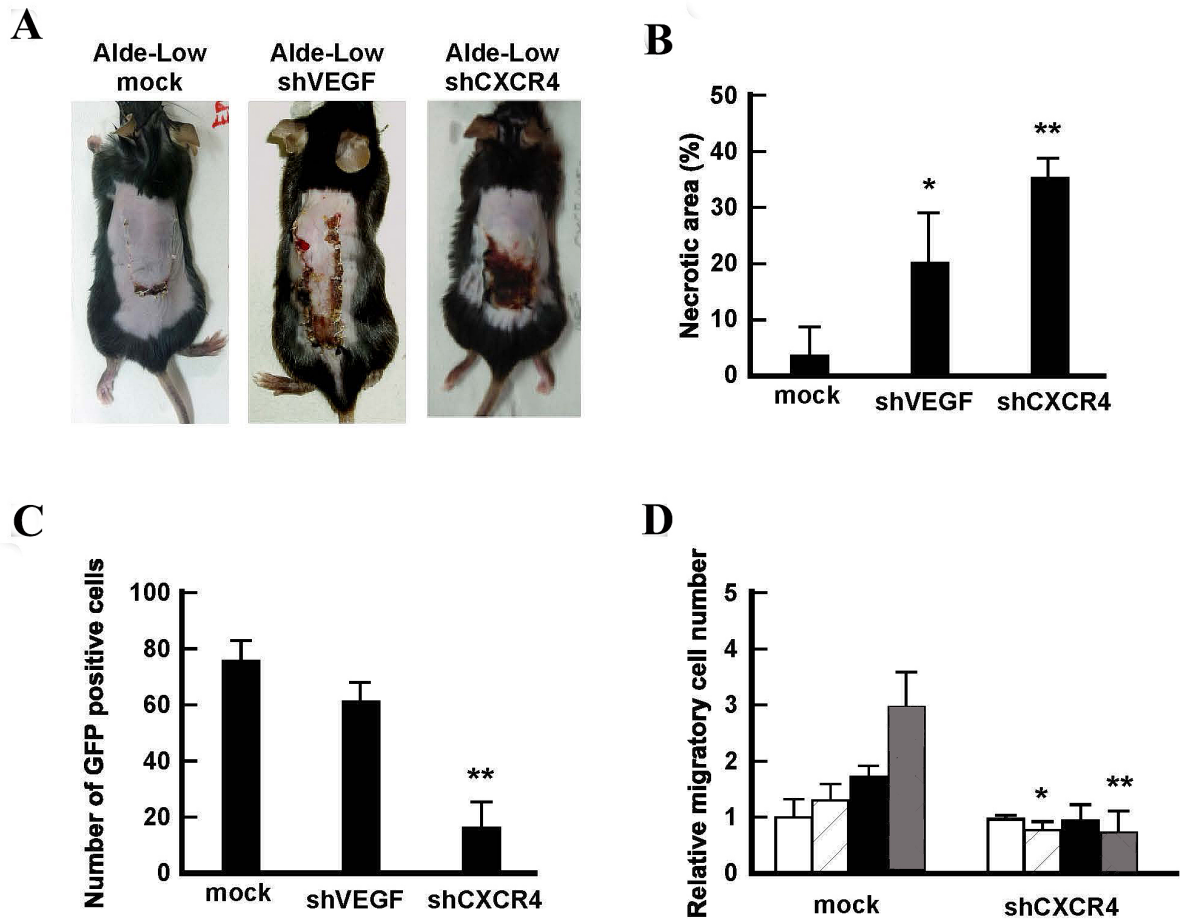 A
Alde-Low
mock
Alde-Low
shVEGF
Alde-Low
shCXCR4
B
Necrotic area (%)
50
40
30
20
10
0
*
**
mock
shVEGF
shCXCR4
C
Number of GFP positive cells
100
80
60
40
20
0
**
mock
shVEGF
shCXCR4
D
Relative migratory cell number
5
4
3
2
1
0
*
**
mock
shCXCR4